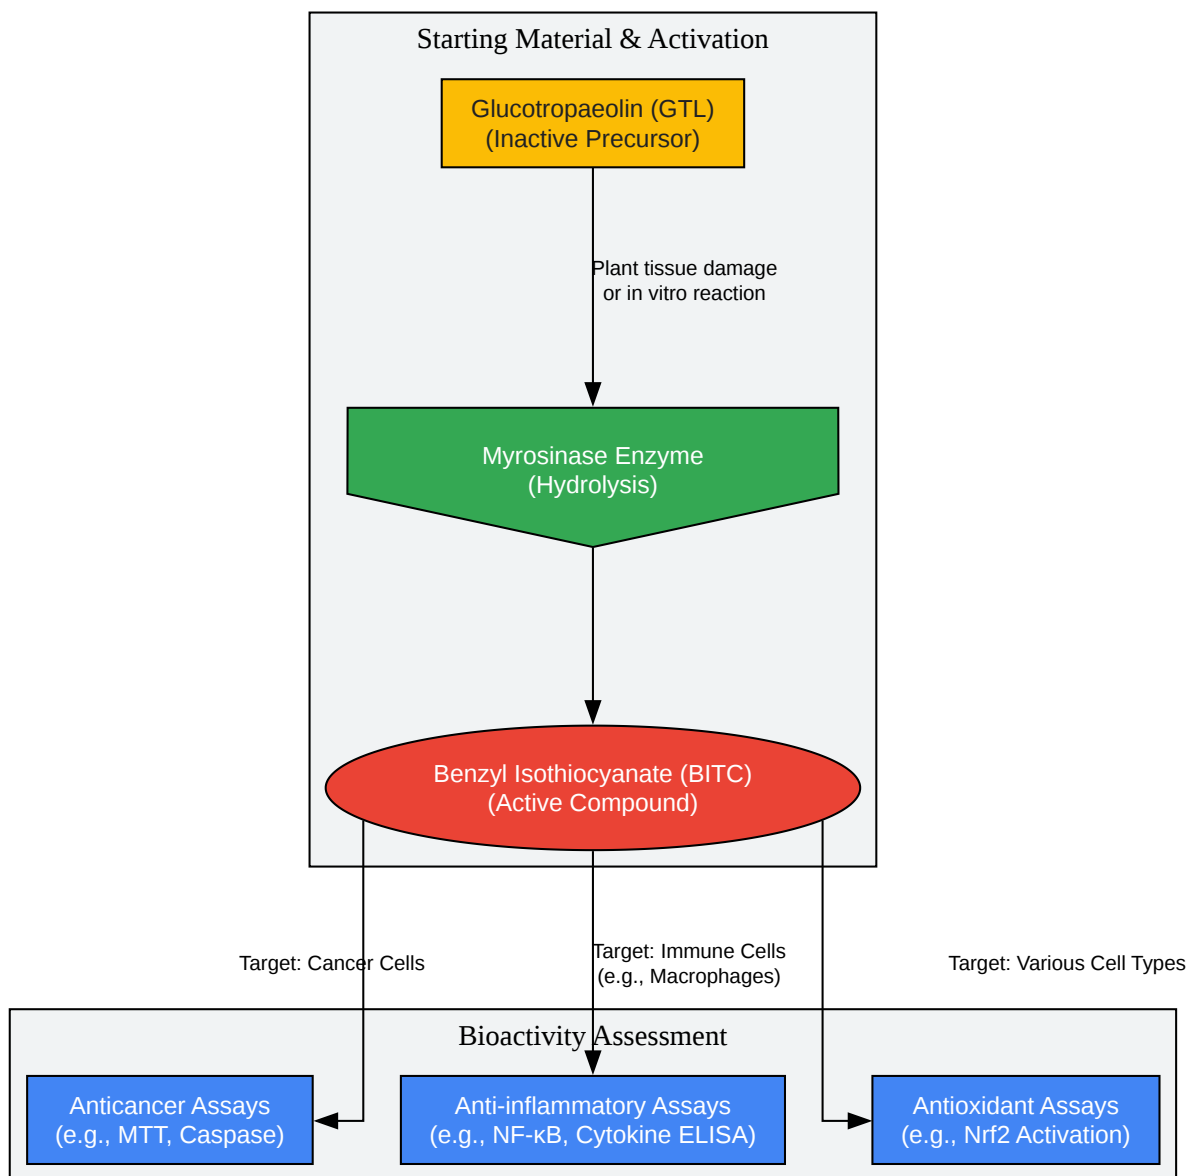 Starting Material & Activation
Glucotropaeolin (GTL)
(Inactive Precursor)
Plant tissue damage
or in vitro reaction
Myrosinase Enzyme
(Hydrolysis)
Benzyl Isothiocyanate (BITC)
(Active Compound)
Target: Cancer Cells
Target: Immune Cells
(e.g., Macrophages)
Target: Various Cell Types
Bioactivity Assessment
Anticancer Assays
(e.g., MTT, Caspase)
Anti-inflammatory Assays
(e.g., NF-κB, Cytokine ELISA)
Antioxidant Assays
(e.g., Nrf2 Activation)